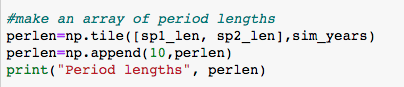 #make an array of period lengths
perlen=np.tile([sp1_len, sp2_len],sim_years)
perlen=np.append(10,perlen)
print("Period lengths", perlen)